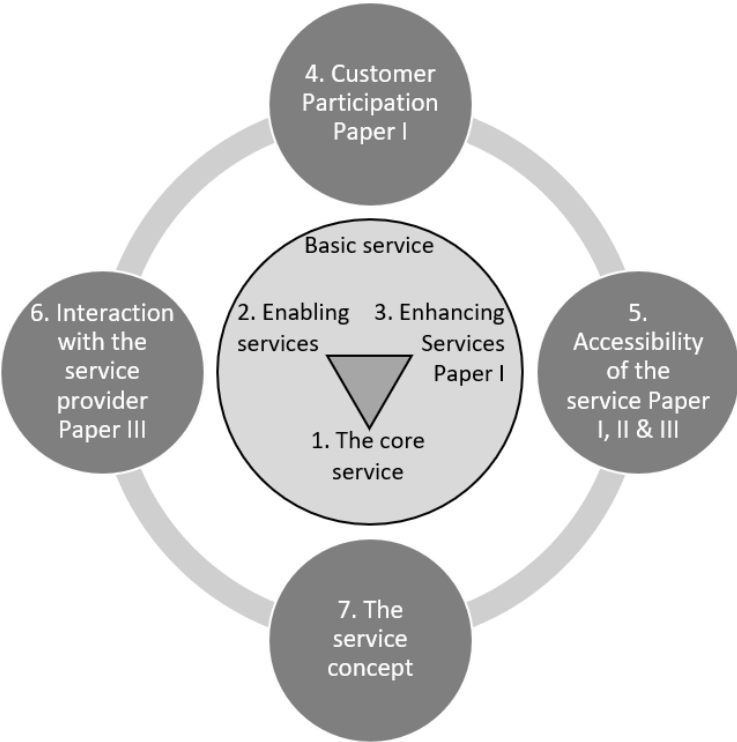 4. Customer
Participation
Paper I
Basic service
2. Enabling
services
3. Enhancing
Services
Paper I
1. The core
service
6. Interaction
with the
service
provider
Paper III
5.
Accessibility
of the
service Paper
I, II & III
7. The
service
concept